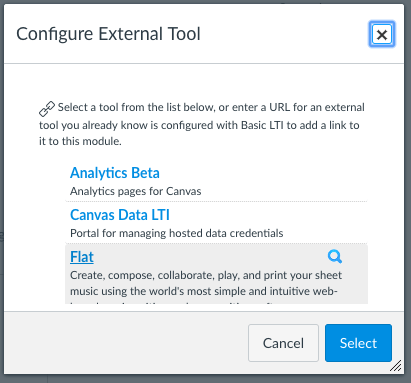 Configure External Tool
Select a tool from the list below, or enter a URL for an external
tool you already know is configured with Basic LTI to add a link to
it to this module.
Analytics Beta
Analytics pages for Canvas
Canvas Data LTI
Portal for managing hosted data credentials
Flat
Create, compose, collaborate, play, and print your sheet
music using the world's most simple and intuitive web-
Cancel
Select